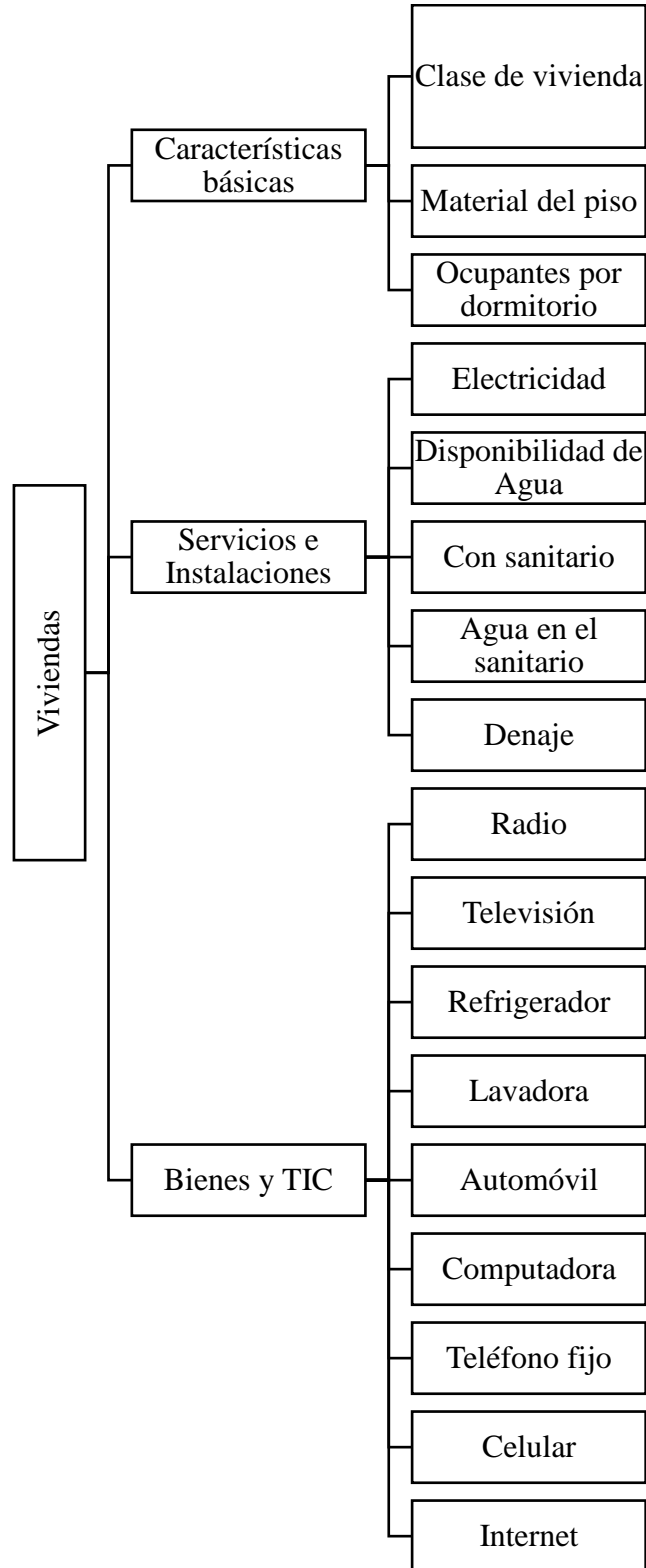 Viviendas
Características
básicas
Clase de vivienda
Material del piso
Ocupantes por
dormitorio
Servicios e
Instalaciones
Electricidad
Disponibilidad de
Agua
Con sanitario
Agua en el
sanitario
Denaje
Bienes y TIC
Radio
Televisión
Refrigerador
Lavadora
Automóvil
Computadora
Teléfono fijo
Celular
Internet